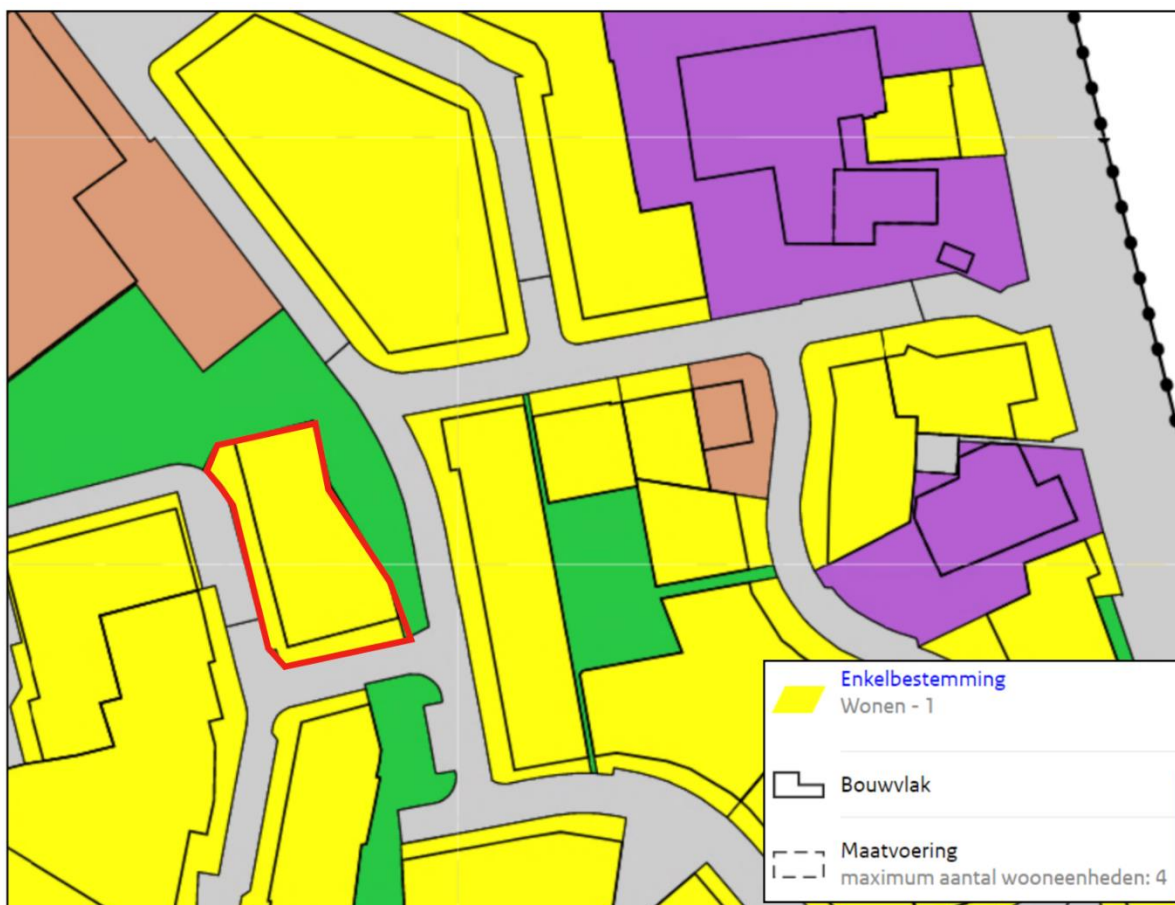 Enkelbestemming
Wonen - 1
Bouwvlak
Maatvoering
maximum aantal wooneenheden: 4